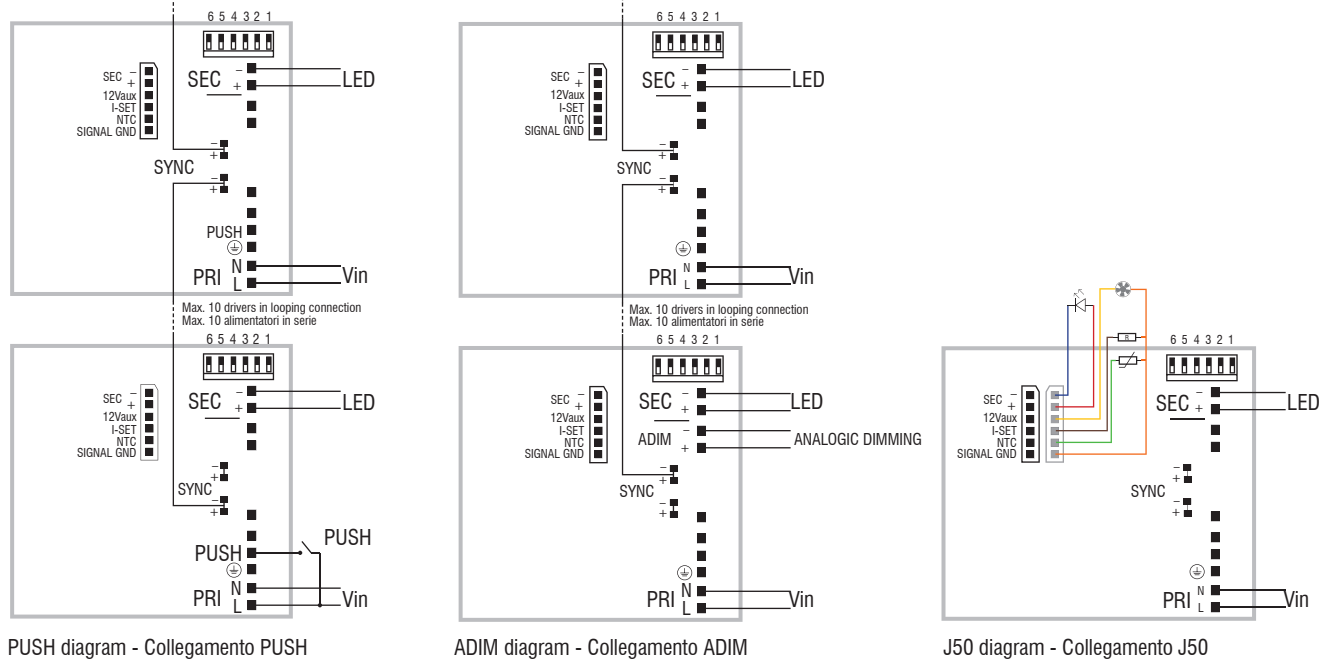 6 5 4 3 2 1
SEC -
+
12Vaux
I-SET
NTC
SIGNAL GND
SEC -
+
LED
-
+
SYNC
-
+
PUSH
N
PRI
L
Vin
Max. 10 drivers in looping connection
Max. 10 alimentatori in serie
6 5 4 3 2 1
SEC -
+
12Vaux
I-SET
NTC
SIGNAL GND
SEC -
+
LED
-
+
SYNC
-
+
PUSH
PUSH
N
PRI
L
Vin
PUSH diagram - Collegamento PUSH
6 5 4 3 2 1
SEC -
+
12Vaux
I-SET
NTC
SIGNAL GND
SEC -
+
LED
-
+
SYNC
-
+
N
PRI
L
Vin
Max. 10 drivers in looping connection
Max. 10 alimentatori in serie
6 5 4 3 2 1
SEC -
+
12Vaux
I-SET
NTC
SIGNAL GND
SEC -
+
LED
ADIM -
+
ANALOGIC DIMMING
-
+
SYNC
-
+
N
PRI
L
Vin
ADIM diagram - Collegamento ADIM
R
6 5 4 3 2 1
SEC -
+
12Vaux
I-SET
NTC
SIGNAL GND
SEC -
+
LED
-
+
SYNC
-
+
N
PRI
L
Vin
J50 diagram - Collegamento J50